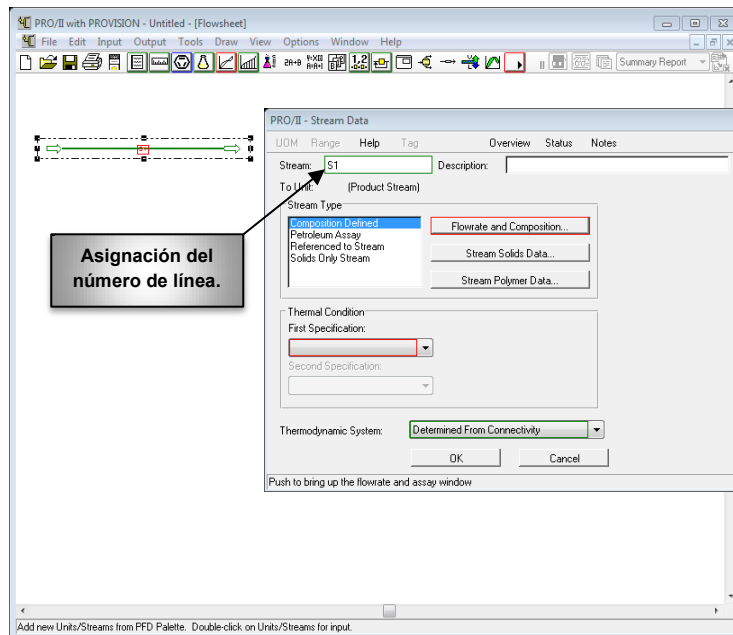 PRO/II with PROVISION - Untitled - [Flowsheet]
File Edit Input Output Tools Draw View Options Window Help
Summary Report
PRO/II - Stream Data
UOM Range Help Tag Overview Status Notes
Stream: S1 Description:
To Unit: (Product Stream)
Stream Type
Composition Defined
Petroleum Assay
Referenced to Stream
Solids Only Stream
Flowrate and Composition...
Stream Solids Data...
Stream Polymer Data...
Asignación del
número de línea.
Thermal Condition
First Specification:
Second Specification:
Thermodynamic System: Determined From Connectivity
OK Cancel
Push to bring up the flowrate and assay window
Add new Units/Streams from PFD Palette. Double-click on Units/Streams for input.